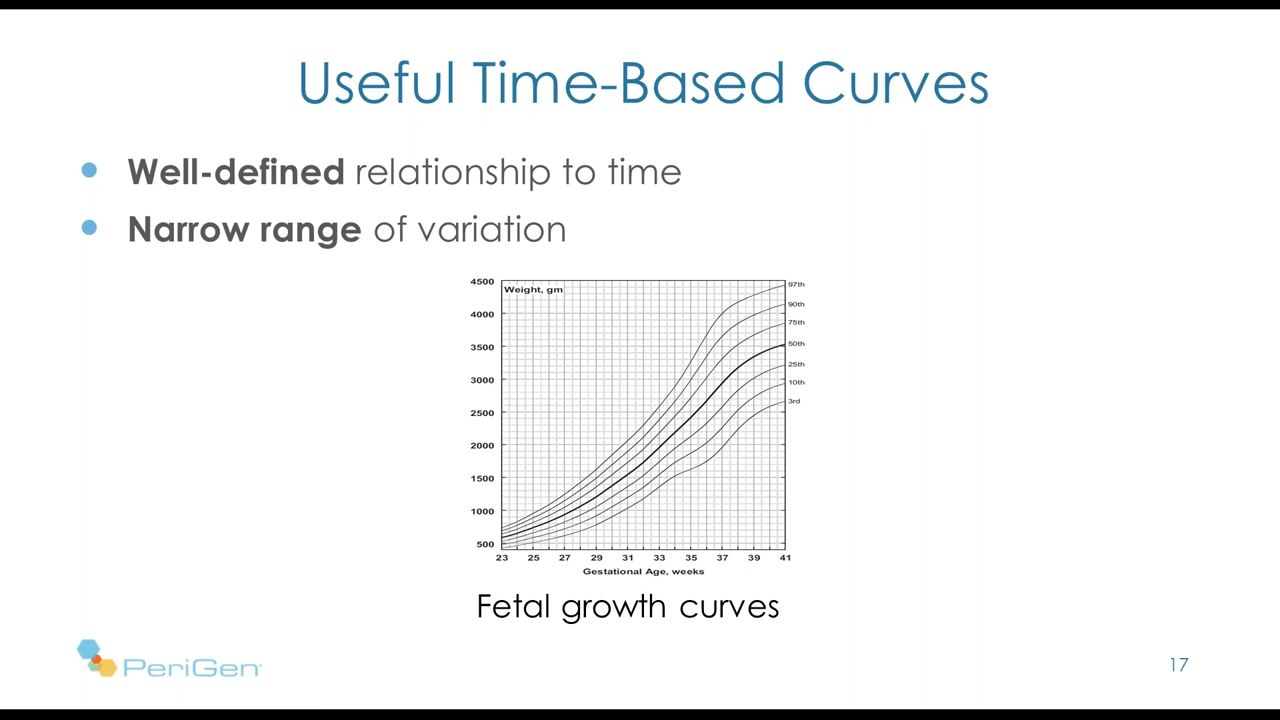 Useful Time-Based Curves
Well-defined relationship to time
Narrow range of variation
Weight, gm
4500
4000
3500
3000
2500
2000
1500
1000
500
97th
90th
75th
50th
25th
10th
3rd
23 25 27 29 31 33 35 37 39 41
Gestational Age, weeks
Fetal growth curves
PeriGen
17